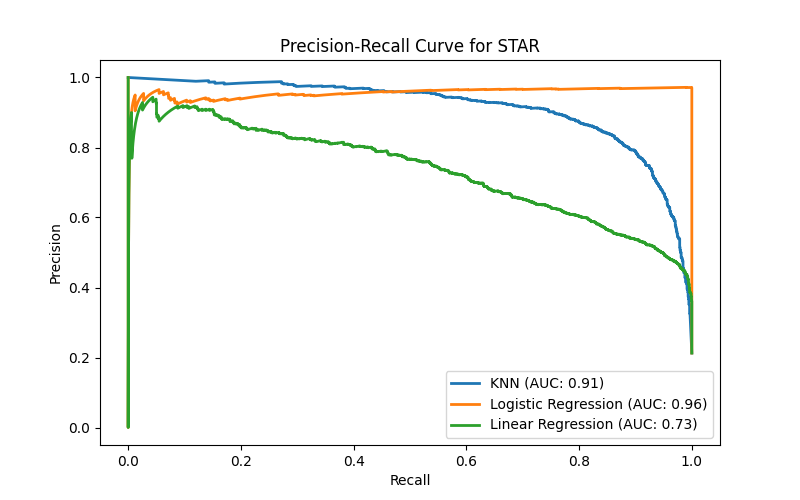 Precision-Recall Curve for STAR
1.0
0.8
0.6
0.4
0.2
0.0
Precision
KNN (AUC: 0.91)
Logistic Regression (AUC: 0.96)
Linear Regression (AUC: 0.73)
0.0 0.2 0.4 0.6 0.8 1.0
Recall